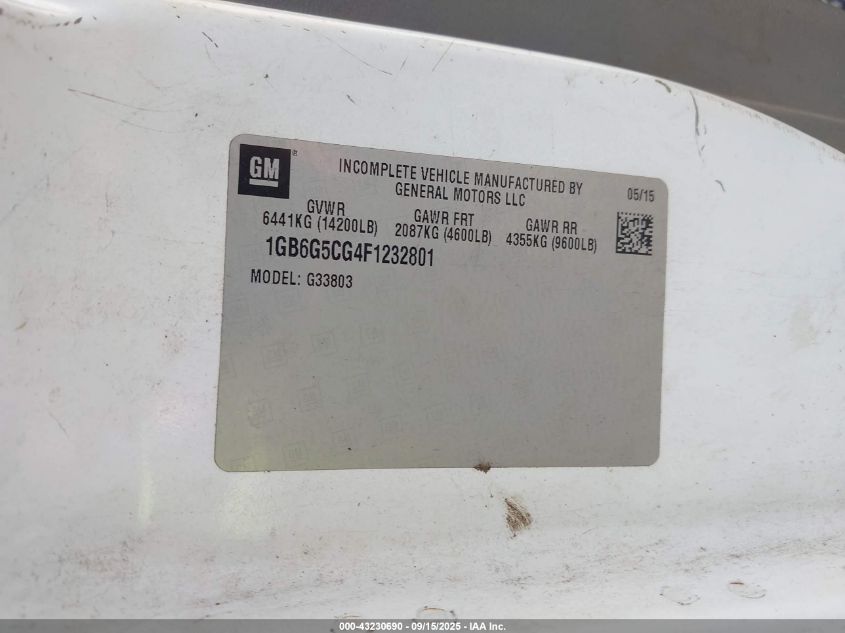 GM
INCOMPLETE VEHICLE MANUFACTURED BY
GENERAL MOTORS LLC
05/15
GVWR
6441KG (14200LB)
GAWR FRT
2087KG (4600LB)
GAWR RR
4355KG (9600LB)
1GB6G5CG4F1232801
MODEL: G33803
000-43230690 - 09/15/2025 - IAA Inc.